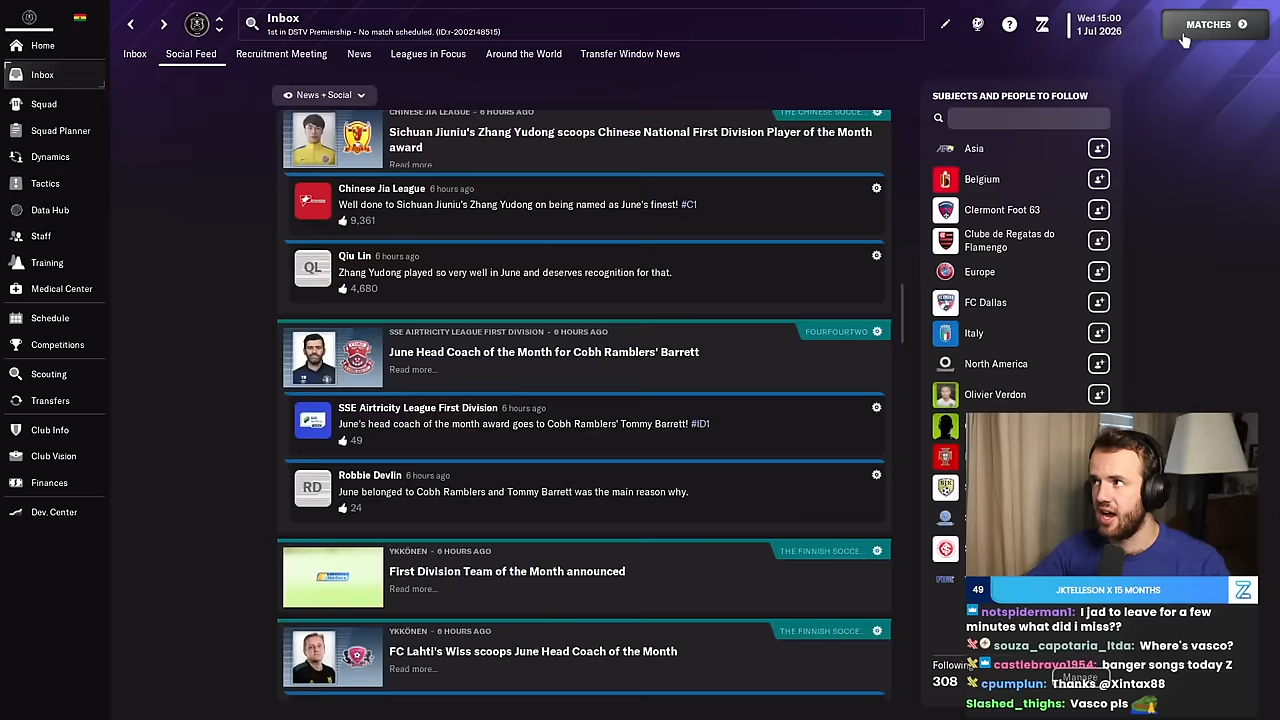 Inbox
1st in DSTV Premiership - No match scheduled. (ID:r-2002148515)
Wed 15:00
1 Jul 2026
MATCHES
Home
Inbox
Squad
Squad Planner
Dynamics
Tactics
Data Hub
Staff
Training
Medical Center
Schedule
Competitions
Scouting
Transfers
Club Info
Club Vision
Finances
Dev. Center
Inbox
Social Feed
Recruitment Meeting
News
Leagues in Focus
Around the World
Transfer Window News
News + Social
CHINESE JIA LEAGUE - 6 HOURS AGO
THE CHINESE SOCCE...
Sichuan Jiuniu's Zhang Yudong scoops Chinese National First Division Player of the Month
award
Read more
Chinese Jia League 6 hours ago
Well done to Sichuan Jiuniu's Zhang Yudong on being named as June's finest! #C1
9,361
QL
Qiu Lin 6 hours ago
Zhang Yudong played so very well in June and deserves recognition for that.
4,680
SSE AIRTRICITY LEAGUE FIRST DIVISION - 6 HOURS AGO
FOURFOURTWO
June Head Coach of the Month for Cobh Ramblers' Barrett
Read more...
SSE Airtricity League First Division 6 hours ago
June's head coach of the month award goes to Cobh Ramblers' Tommy Barrett! #ID1
49
RD
Robbie Devlin 6 hours ago
June belonged to Cobh Ramblers and Tommy Barrett was the main reason why.
24
YKKÖNEN - 6 HOURS AGO
THE FINNISH SOCCE...
First Division Team of the Month announced
Read more...
YKKÖNEN - 6 HOURS AGO
THE FINNISH SOCCE...
FC Lahti's Wiss scoops June Head Coach of the Month
Read more...
SUBJECTS AND PEOPLE TO FOLLOW
Asia
Belgium
Clermont Foot 63
Clube de Regatas do
Flamengo
Europe
FC Dallas
Italy
North America
Olivier Verdon
Following
308
Manage
49
JKTELLESON X 15 MONTHS
Z
notspiderman1: I jad to leave for a few
minutes what did i miss??
souza_capotaria_ltda: Where's vasco?
castlebravo1954: banger songs today Z
cpumplun: Thanks @Xintax88
Slashed_thighs: Vasco pls